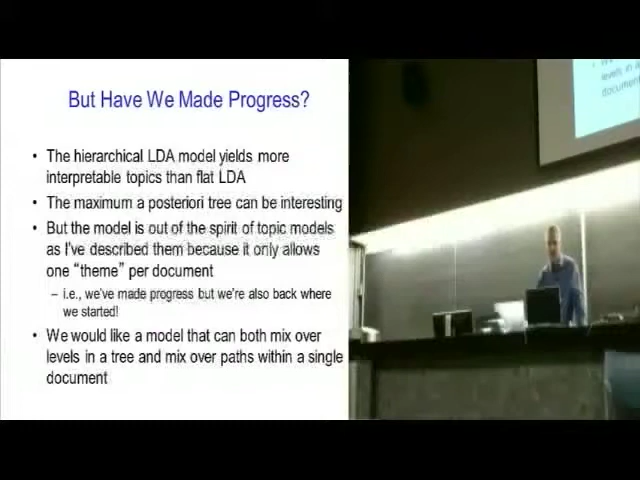 But Have We Made Progress?
• The hierarchical LDA model yields more
interpretable topics than flat LDA
• The maximum a posteriori tree can be interesting
• But the model is out of the spirit of topic models
as I've described them because it only allows
one “theme” per document
– i.e., we've made progress but we're also back where
we started!
• We would like a model that can both mix over
levels in a tree and mix over paths within a single
document
levels in a
document